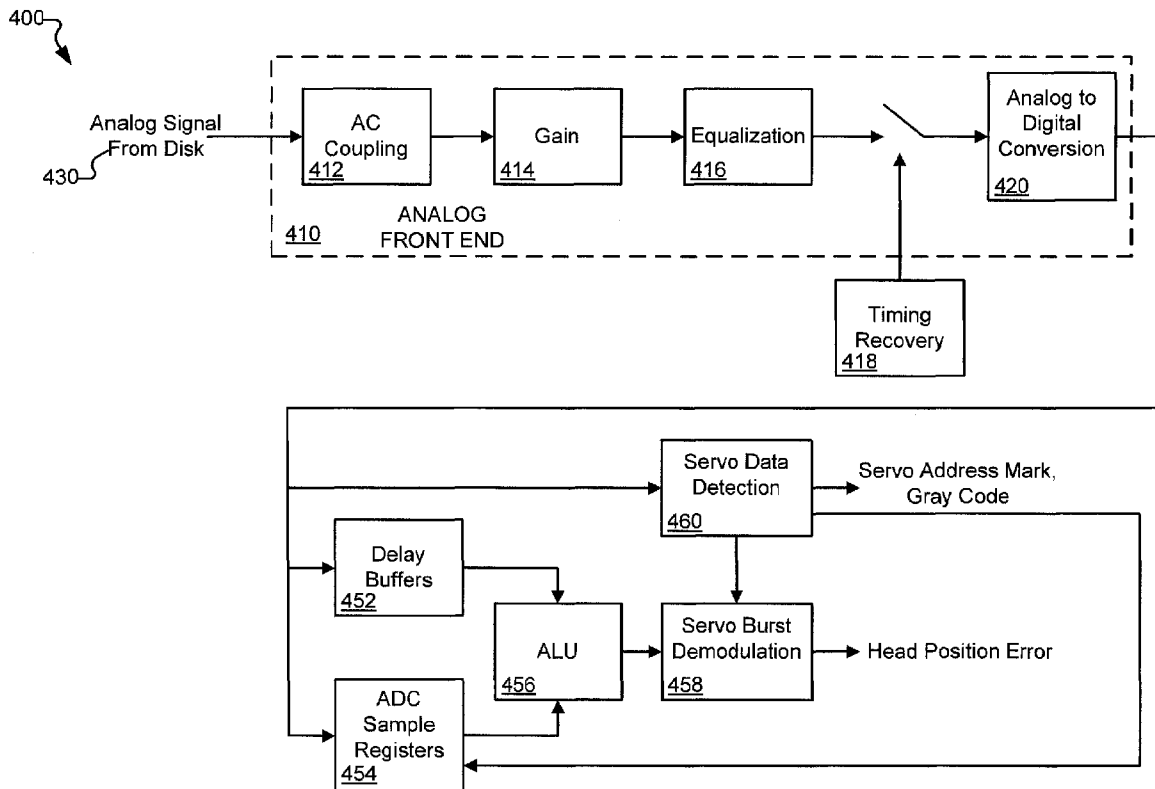 400
Analog Signal
From Disk
430
AC
Coupling
412
Gain
414
Equalization
416
Analog to
Digital
Conversion
420
ANALOG
FRONT END
410
Timing
Recovery
418
Servo Data
Detection
460
Servo Address Mark,
Gray Code
Delay
Buffers
452
ALU
456
Servo Burst
Demodulation
458
Head Position Error
ADC
Sample
Registers
454